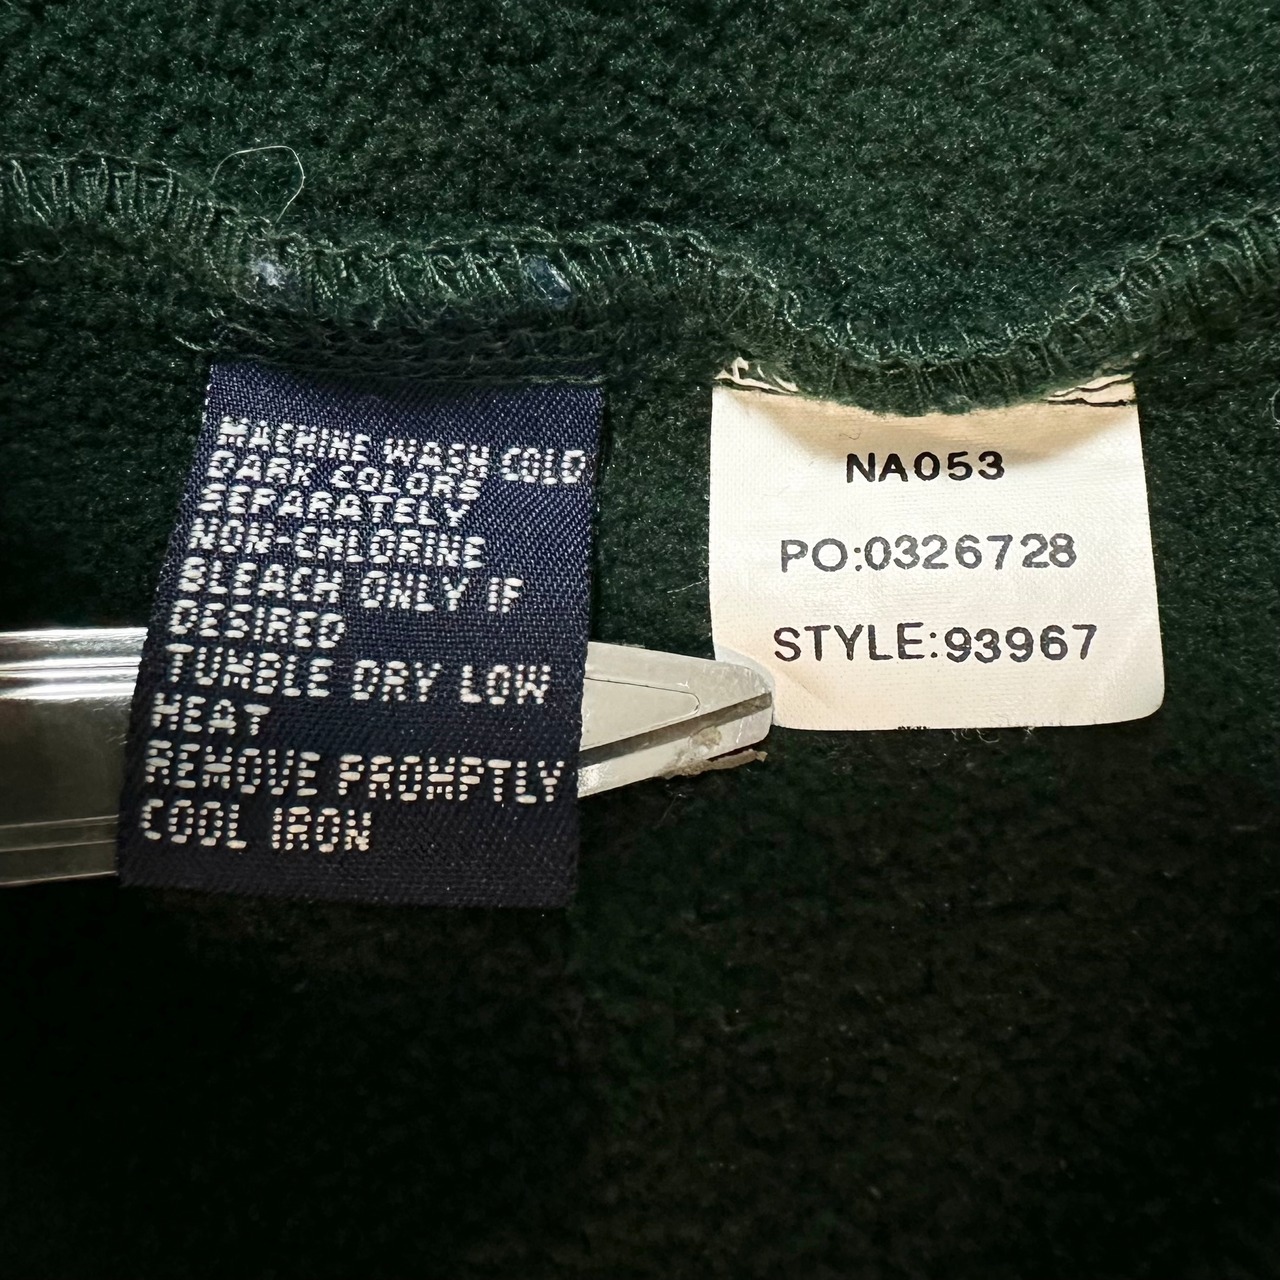 MACHINE WASH COLD
DARK COLORS
SEPARATELY
NON-CHLORINE
BLEACH ONLY IF
DESIRED
TUMBLE DRY LOW
HEAT
REMOVE PROMPTLY
COOL IRON
NA053
PO:0326728
STYLE:93967